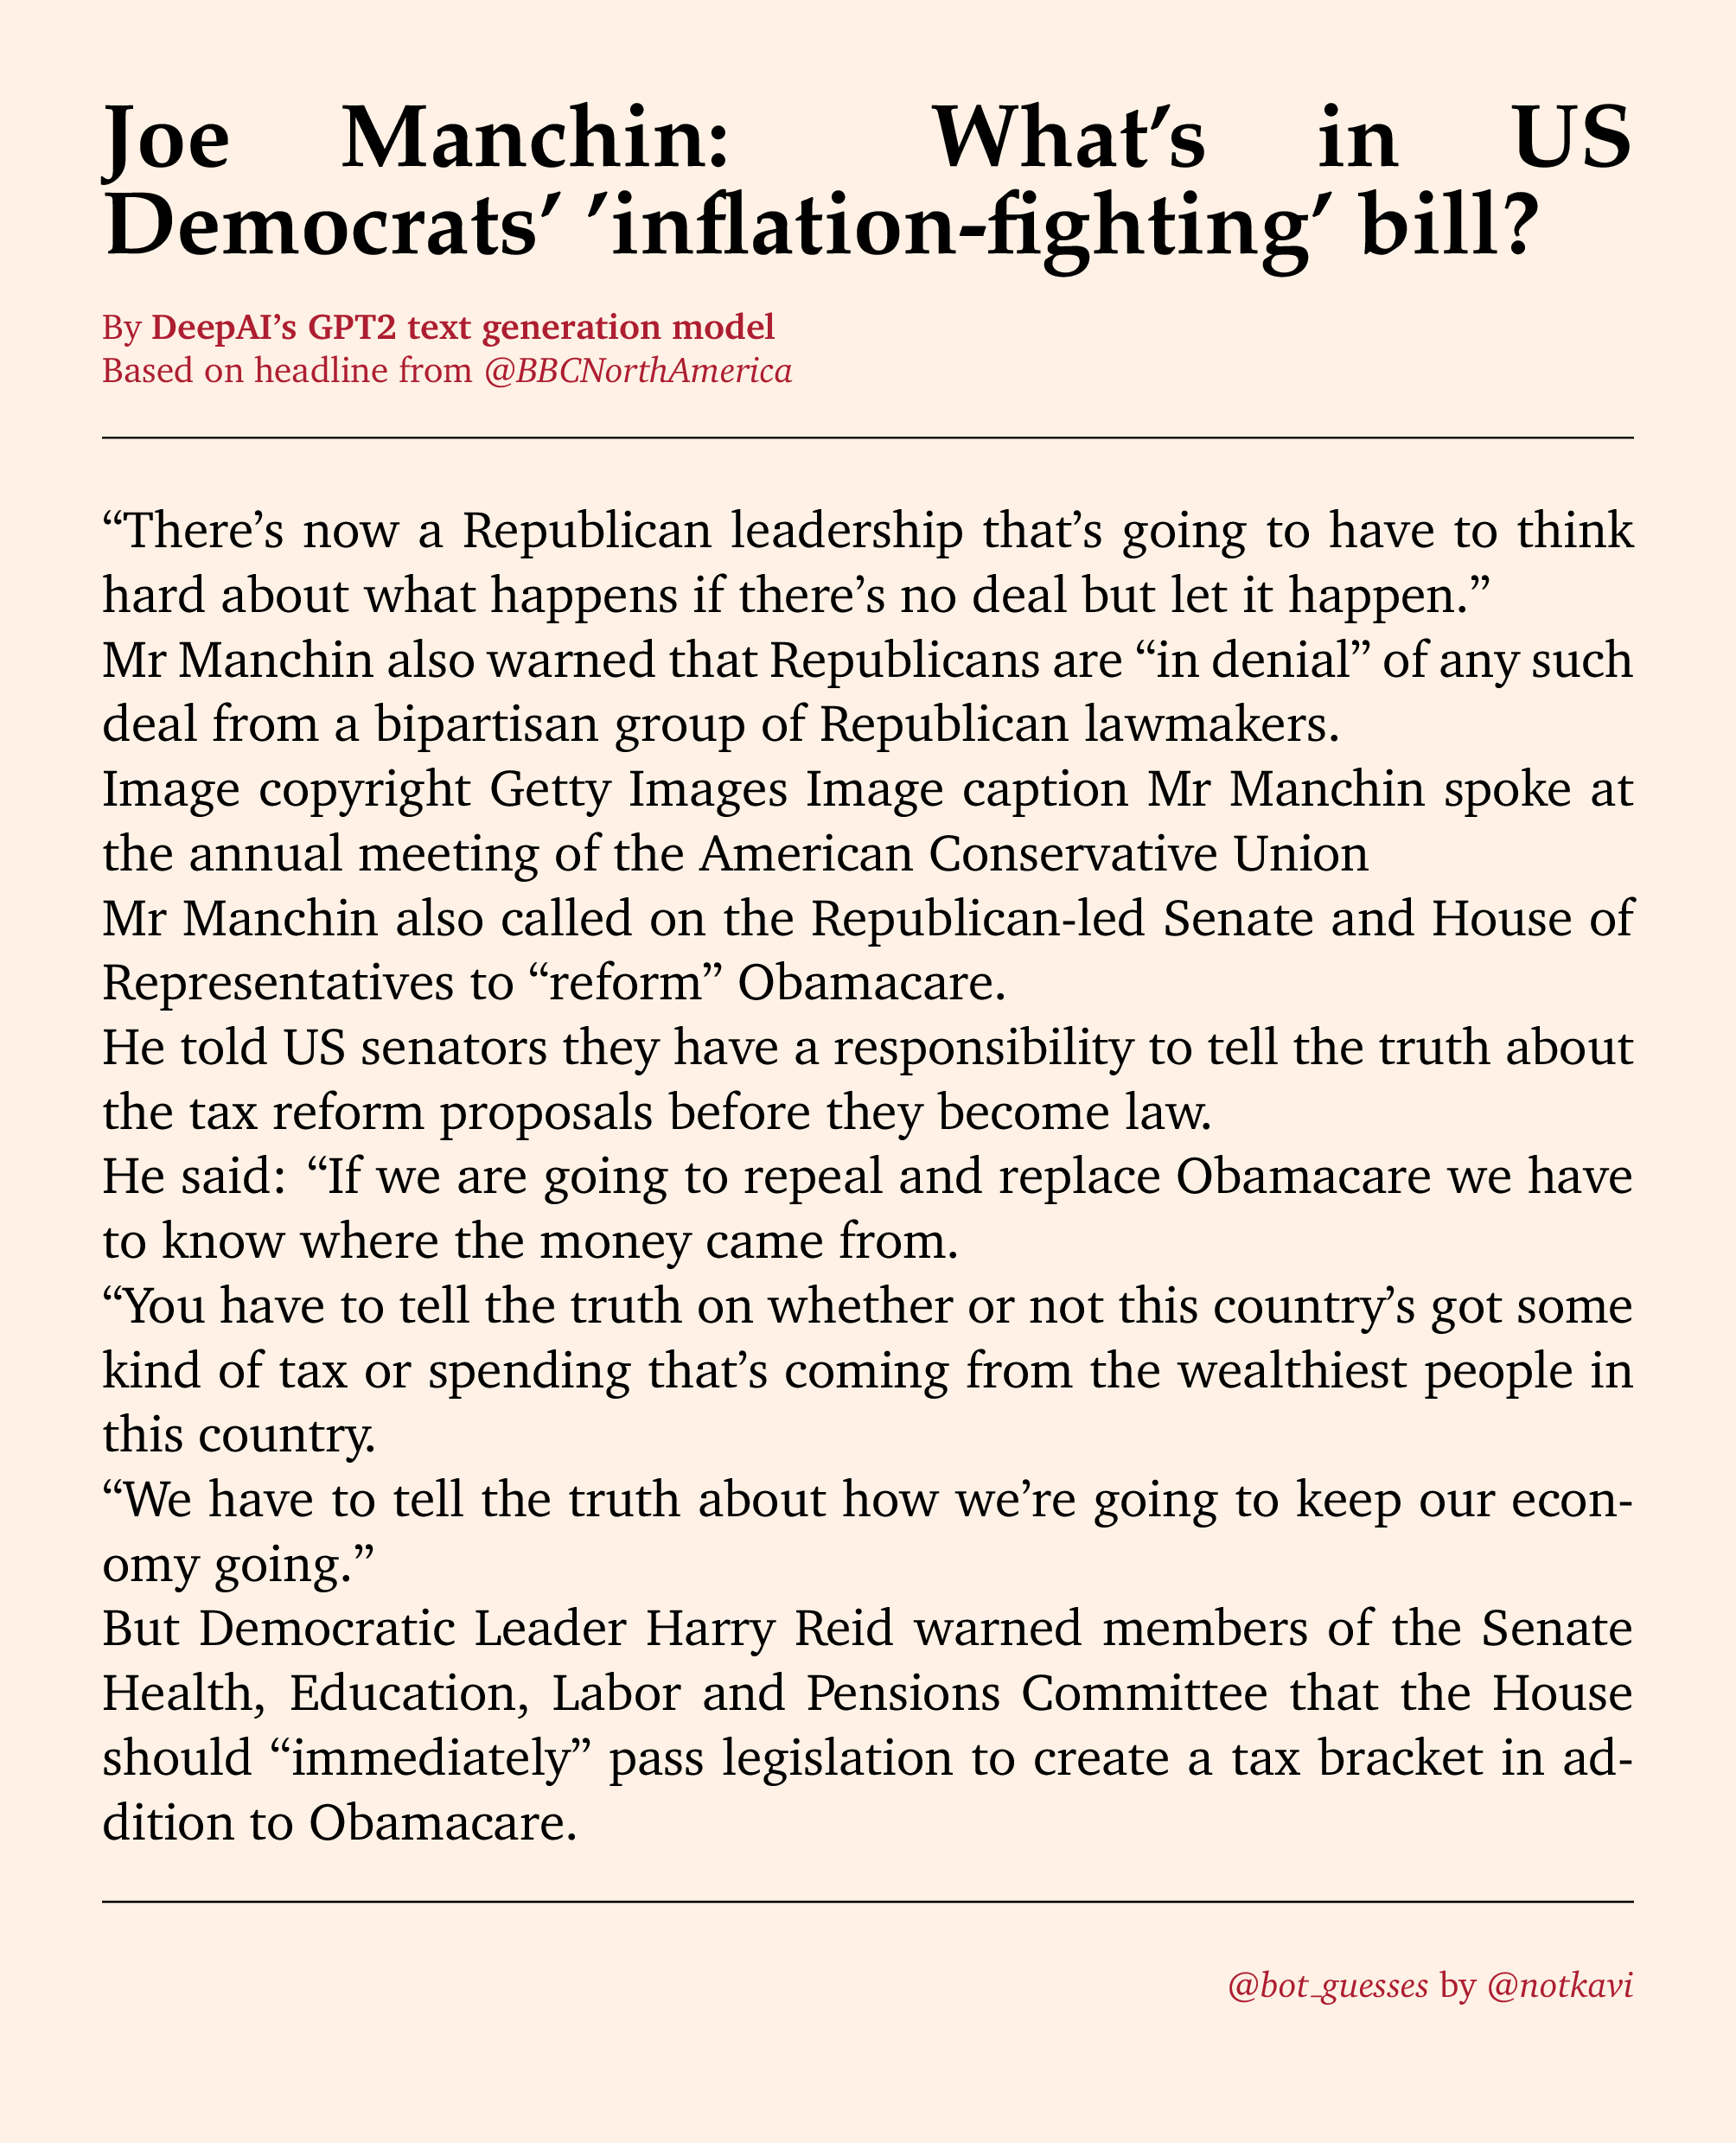 Joe Manchin: What’s in US
Democrats’ ’inflation-fighting’ bill?
By DeepAI’s GPT2 text generation model
Based on headline from @BBCNorthAmerica
“There’s now a Republican leadership that’s going to have to think
hard about what happens if there’s no deal but let it happen.”
Mr Manchin also warned that Republicans are “in denial” of any such
deal from a bipartisan group of Republican lawmakers.
Image copyright Getty Images Image caption Mr Manchin spoke at
the annual meeting of the American Conservative Union
Mr Manchin also called on the Republican-led Senate and House of
Representatives to “reform” Obamacare.
He told US senators they have a responsibility to tell the truth about
the tax reform proposals before they become law.
He said: “If we are going to repeal and replace Obamacare we have
to know where the money came from.
“You have to tell the truth on whether or not this country’s got some
kind of tax or spending that’s coming from the wealthiest people in
this country.
“We have to tell the truth about how we’re going to keep our econ-
omy going.”
But Democratic Leader Harry Reid warned members of the Senate
Health, Education, Labor and Pensions Committee that the House
should “immediately” pass legislation to create a tax bracket in ad-
dition to Obamacare.
@bot_guesses by @notkavi